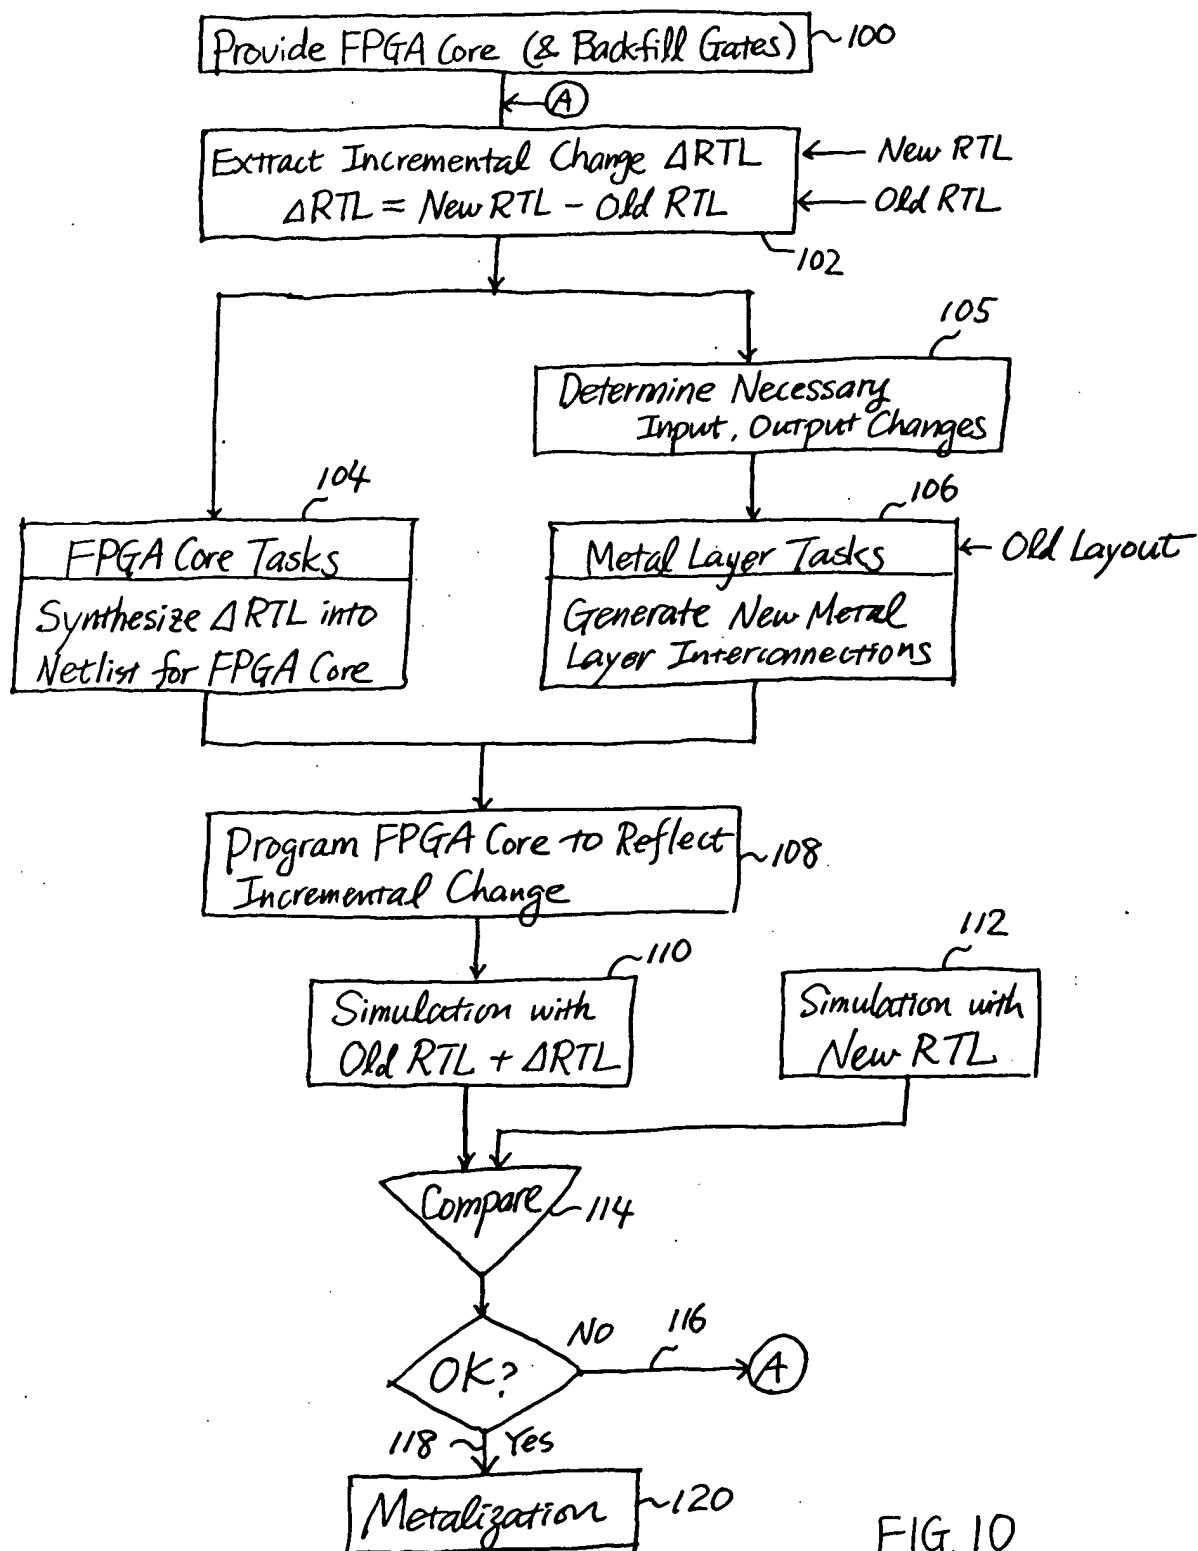 Provide FPGA Core (& Backfill Gates)
100
A
Extract Incremental Change ΔRTL
ΔRTL = New RTL - Old RTL
New RTL
Old RTL
102
105
Determine Necessary
Input, Output Changes
104
106
FPGA Core Tasks
Synthesize ΔRTL into
Netlist for FPGA Core
Metal Layer Tasks
Old Layout
Generate New Metal
Layer Interconnections
Program FPGA Core to Reflect
Incremental Change
108
110
112
Simulation with
Old RTL + ΔRTL
Simulation with
New RTL
Compare
114
OK?
NO
116
A
118
Yes
Metalization
120
FIG. 10